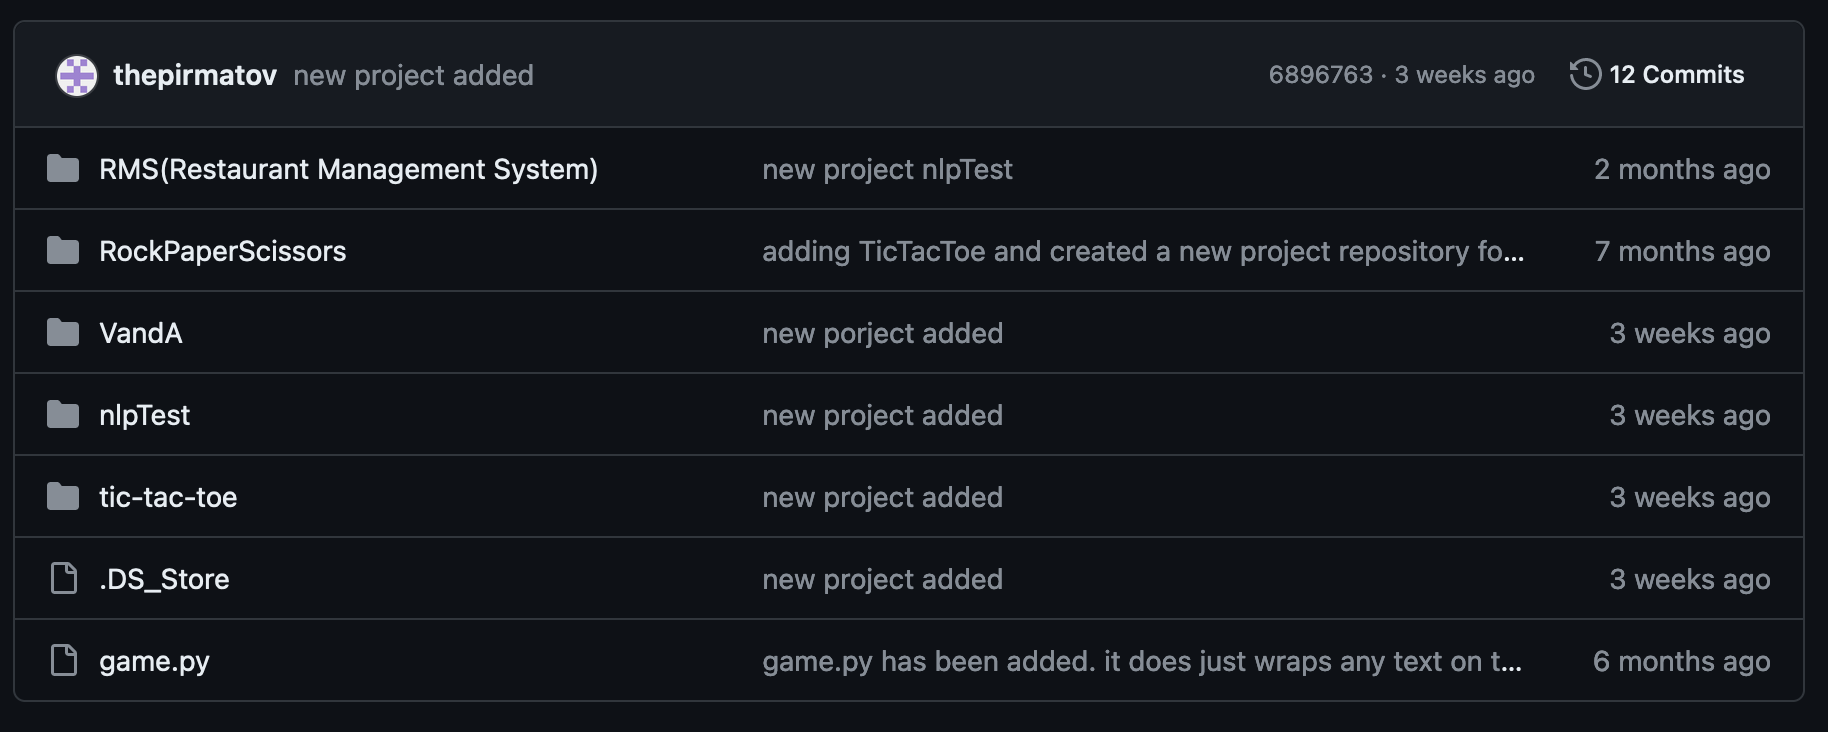 thepirmatov new project added 6896763 · 3 weeks ago 12 Commits
RMS(Restaurant Management System) new project nlpTest 2 months ago
RockPaperScissors adding TicTacToe and created a new project repository fo... 7 months ago
VandA new porject added 3 weeks ago
nlpTest new project added 3 weeks ago
tic-tac-toe new project added 3 weeks ago
.DS_Store new project added 3 weeks ago
game.py game.py has been added. it does just wraps any text on t... 6 months ago